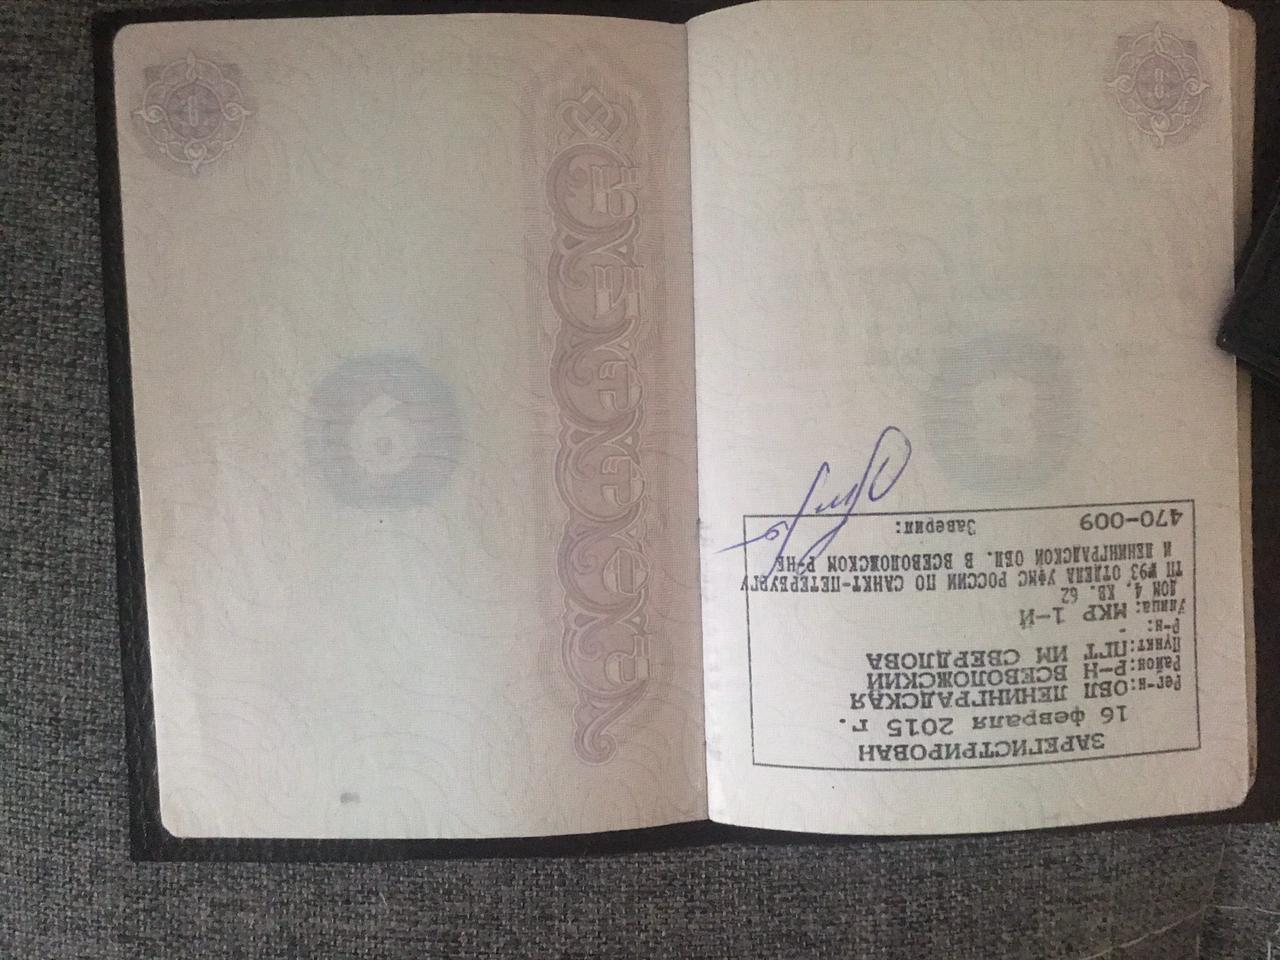 ЗАРЕГИСТРИРОВАН
16 февраля 2015 г.
Рег-н: ОБЛ ЛЕНИНГРАДСКАЯ
Район: Р-Н ВСЕВОЛОЖСКИЙ
Пункт: ПГТ ИМ СВЕРДЛОВА
Р-н: -
Улица: МКР 1-Й
ДОМ 4, КВ. 62
ТП №93 ОТДЕЛА УФМС РОССИИ ПО САНКТ-ПЕТЕРБУРГУ
И ЛЕНИНГРАДСКОЙ ОБЛ. В ВСЕВОЛОЖСКОМ Р-НЕ
470-009 Заверил: